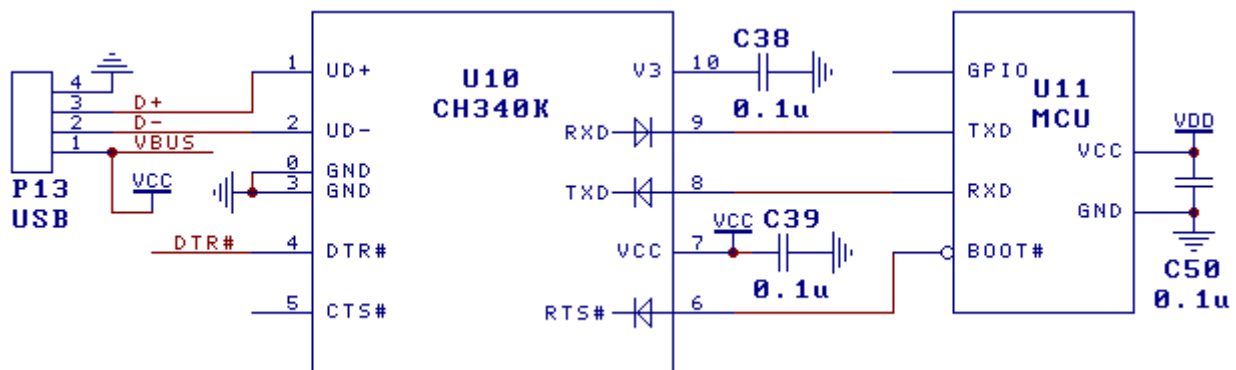 4
3 D+
2 D-
1 VBUS
VCC
P13
USB
DTR#
1 UD+
2 UD-
0 GND
3 GND
4 DTR#
5 CTS#
U10
CH340K
V3 10
RXD 9
TXD 8
VCC 7
RTS# 6
C38
0.1u
VCC C39
0.1u
GPIO
U11
MCU
TXD
RXD
BOOT#
VCC
GND
VDD
C50
0.1u